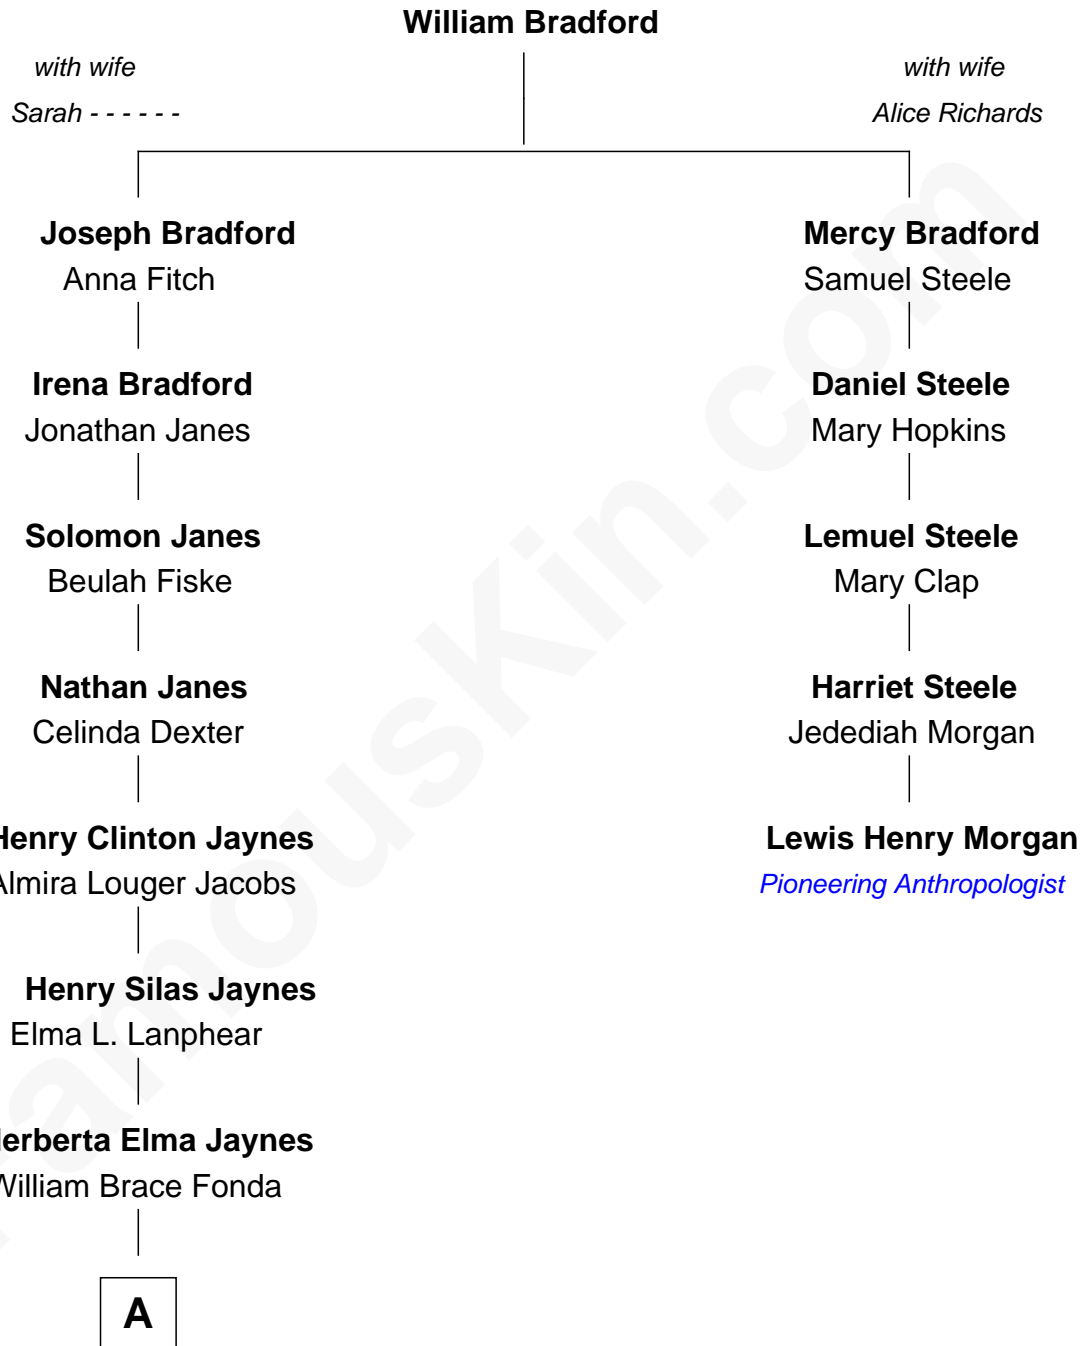 William Bradford
with wife
with wife
Sarah - - - - - -
Alice Richards
Joseph Bradford
Mercy Bradford
Anna Fitch
Samuel Steele
Irena Bradford
Daniel Steele
Jonathan Janes
Mary Hopkins
Solomon Janes
Lemuel Steele
Beulah Fiske
Mary Clap
Nathan Janes
Harriet Steele
Celinda Dexter
Jedediah Morgan
Henry Clinton Jaynes
Lewis Henry Morgan
Almira Louger Jacobs
Pioneering Anthropologist
Henry Silas Jaynes
Elma L. Lanphear
Herberta Elma Jaynes
William Brace Fonda
A
FamousKin.com